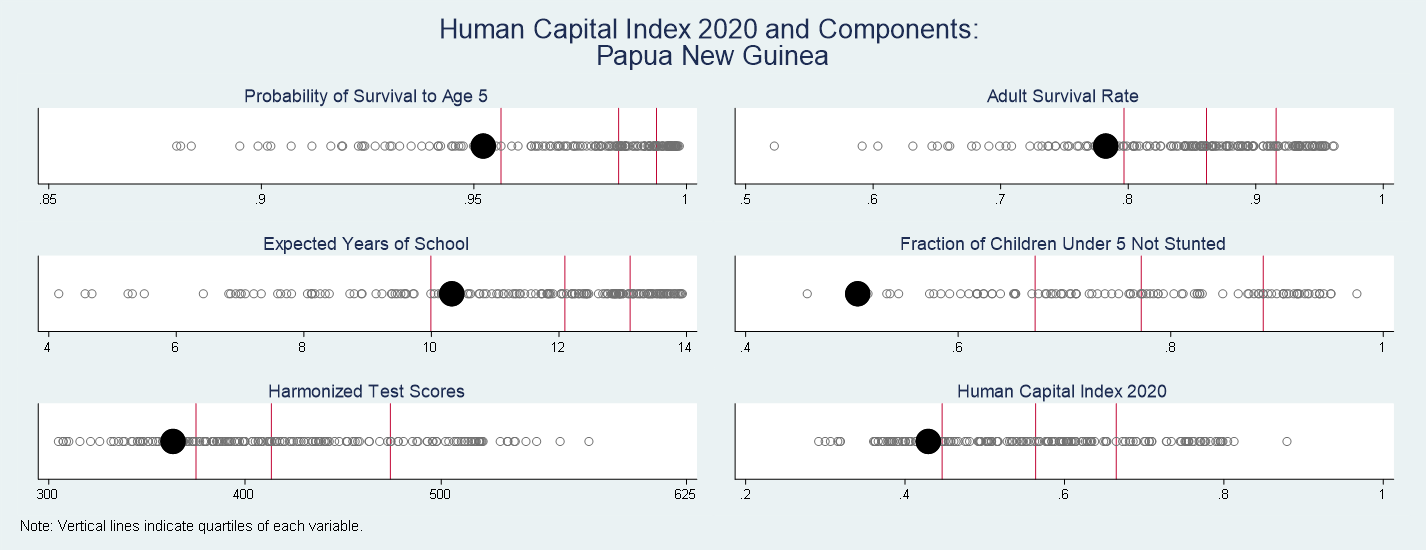 Human Capital Index 2020 and Components:
Papua New Guinea
Probability of Survival to Age 5
.85 .9 .95 1
Adult Survival Rate
.5 .6 .7 .8 .9 1
Expected Years of School
4 6 8 10 12 14
Fraction of Children Under 5 Not Stunted
.4 .6 .8 1
Harmonized Test Scores
300 400 500 625
Human Capital Index 2020
.2 .4 .6 .8 1
Note: Vertical lines indicate quartiles of each variable.